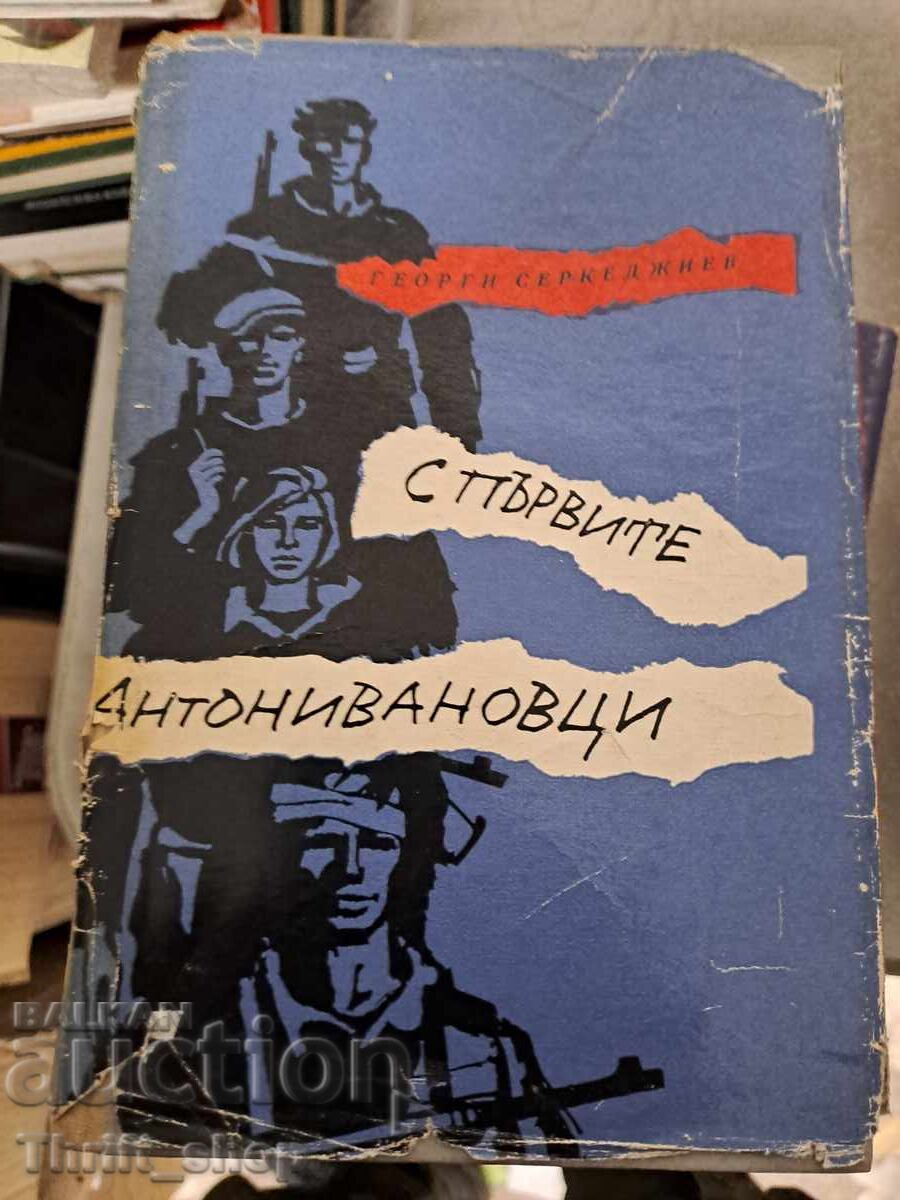 ГЕОРГИ СЕРКЕДЖИЕВ
С ПЪРВИТЕ
АНТОНИВАНОВЦИ
BALKAN
auction
Thrift_shop